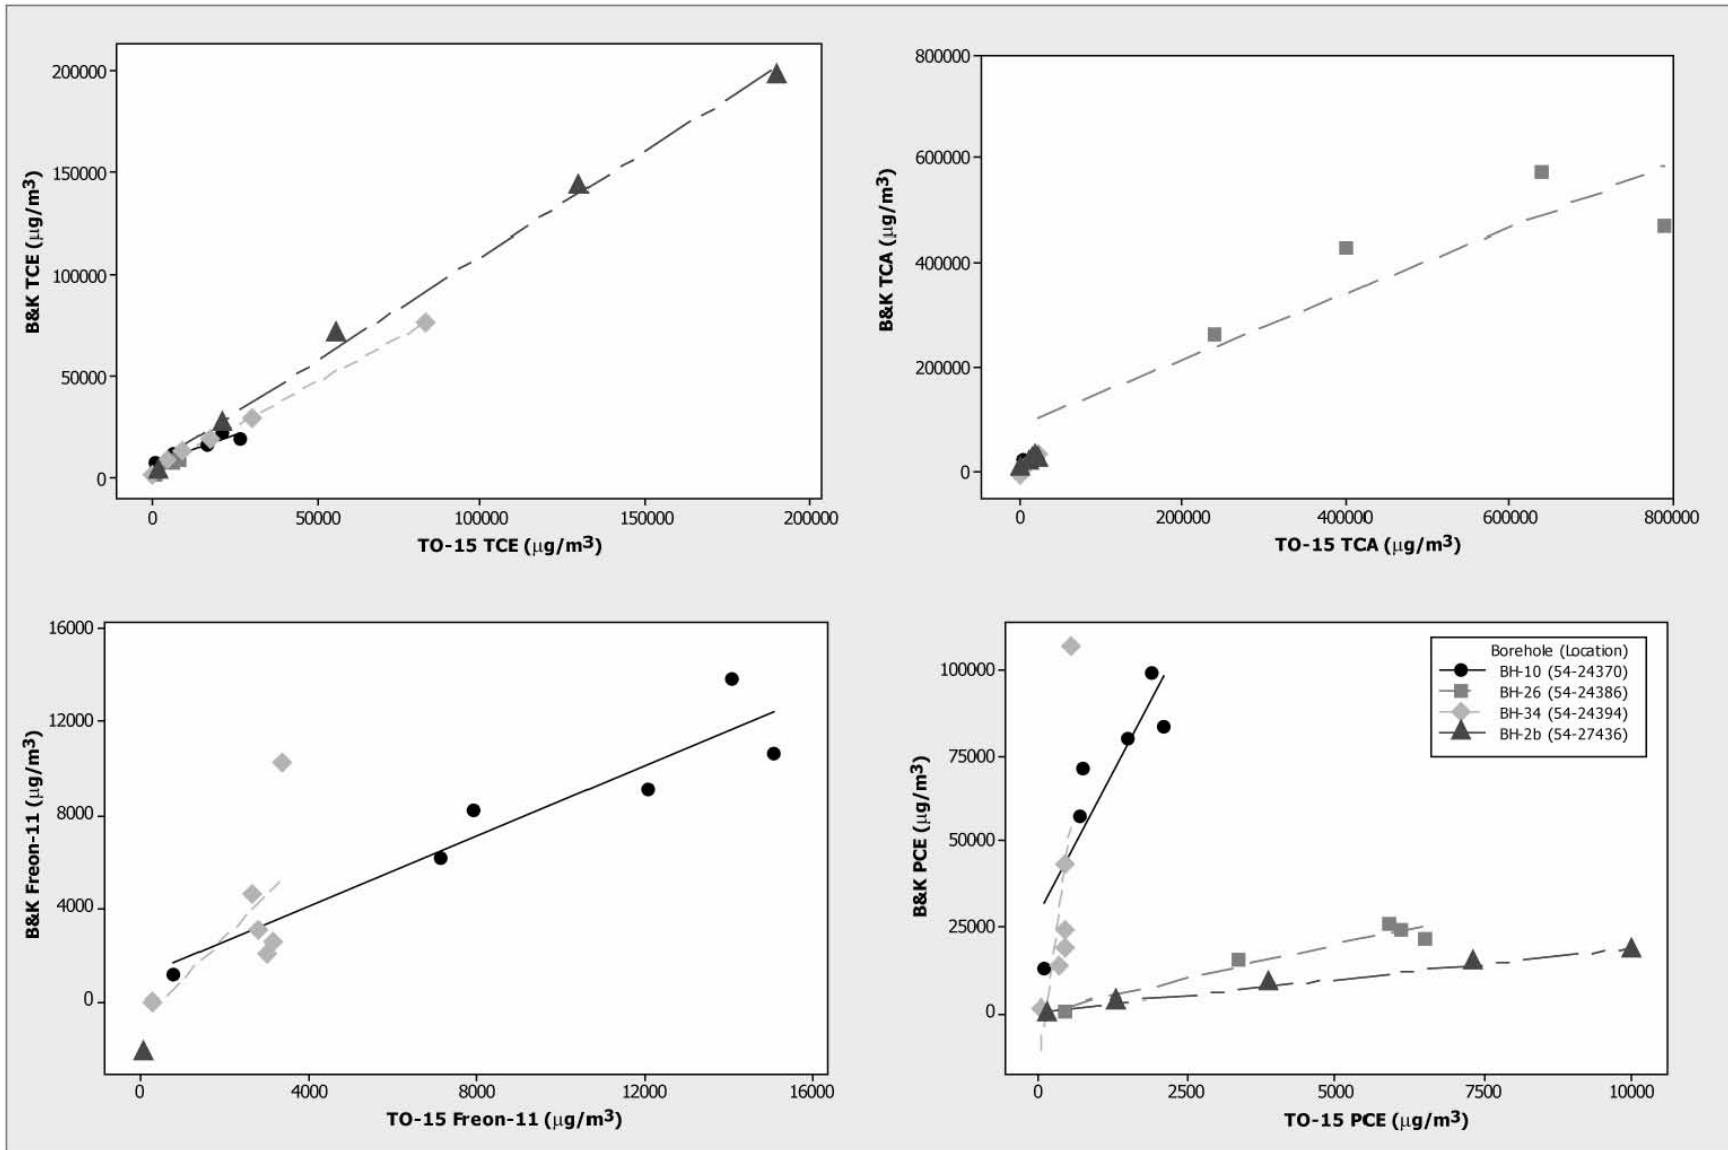 200000
150000
100000
50000
0
B&K TCE (µg/m3)
0 50000 100000 150000 200000
TO-15 TCE (µg/m3)
800000
600000
400000
200000
0
B&K TCA (µg/m3)
0 200000 400000 600000 800000
TO-15 TCA (µg/m3)
16000
12000
8000
4000
0
B&K Freon-11 (µg/m3)
0 4000 8000 12000 16000
TO-15 Freon-11 (µg/m3)
100000
75000
50000
25000
0
B&K PCE (µg/m3)
Borehole (Location)
BH-10 (54-24370)
BH-26 (54-24386)
BH-34 (54-24394)
BH-2b (54-27436)
0 2500 5000 7500 10000
TO-15 PCE (µg/m3)